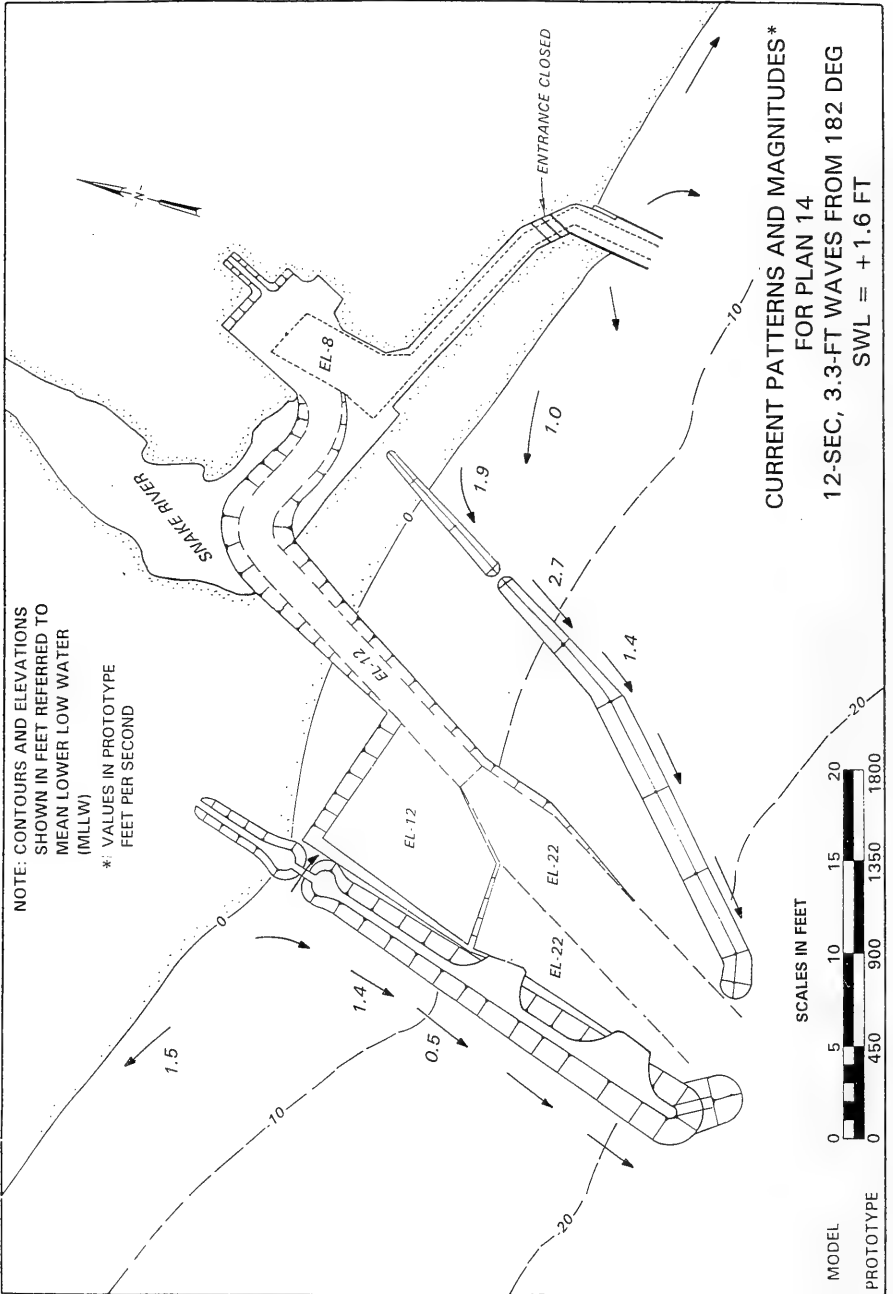 NOTE: CONTOURS AND ELEVATIONS
SHOWN IN FEET REFERRED TO
MEAN LOWER LOW WATER
(MLLW)
*: VALUES IN PROTOTYPE
FEET PER SECOND
SNAKE RIVER
-N-
ENTRANCE CLOSED
EL-8
EL-12
EL-12
EL-22
EL-22
0
0
-10
-10
-20
-20
1.5
1.4
0.5
1.9
1.0
2.7
1.4
CURRENT PATTERNS AND MAGNITUDES*
FOR PLAN 14
12-SEC, 3.3-FT WAVES FROM 182 DEG
SWL = +1.6 FT
SCALES IN FEET
MODEL 0 5 10 15 20
PROTOTYPE 0 450 900 1350 1800